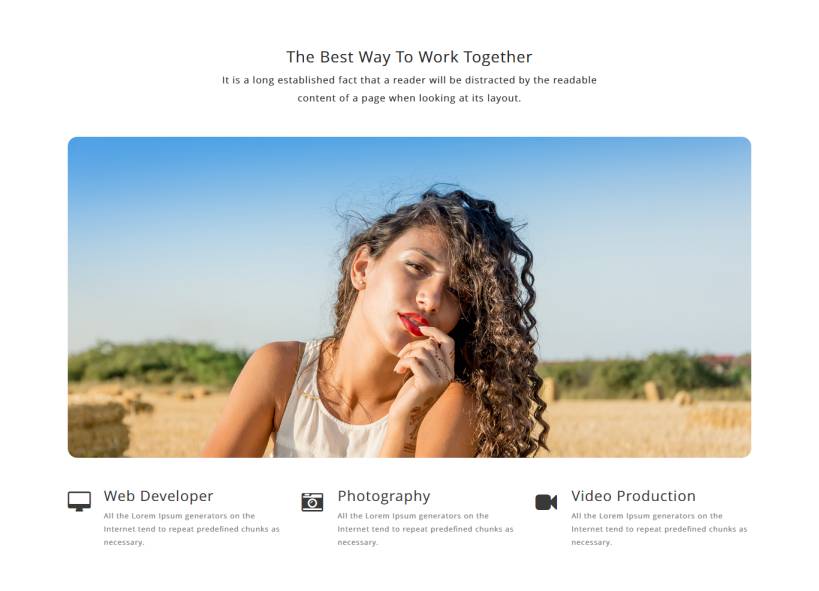 The Best Way To Work Together
It is a long established fact that a reader will be distracted by the readable
content of a page when looking at its layout.
Web Developer
All the Lorem Ipsum generators on the
Internet tend to repeat predefined chunks as
necessary.
Photography
All the Lorem Ipsum generators on the
Internet tend to repeat predefined chunks as
necessary.
Video Production
All the Lorem Ipsum generators on the
Internet tend to repeat predefined chunks as
necessary.